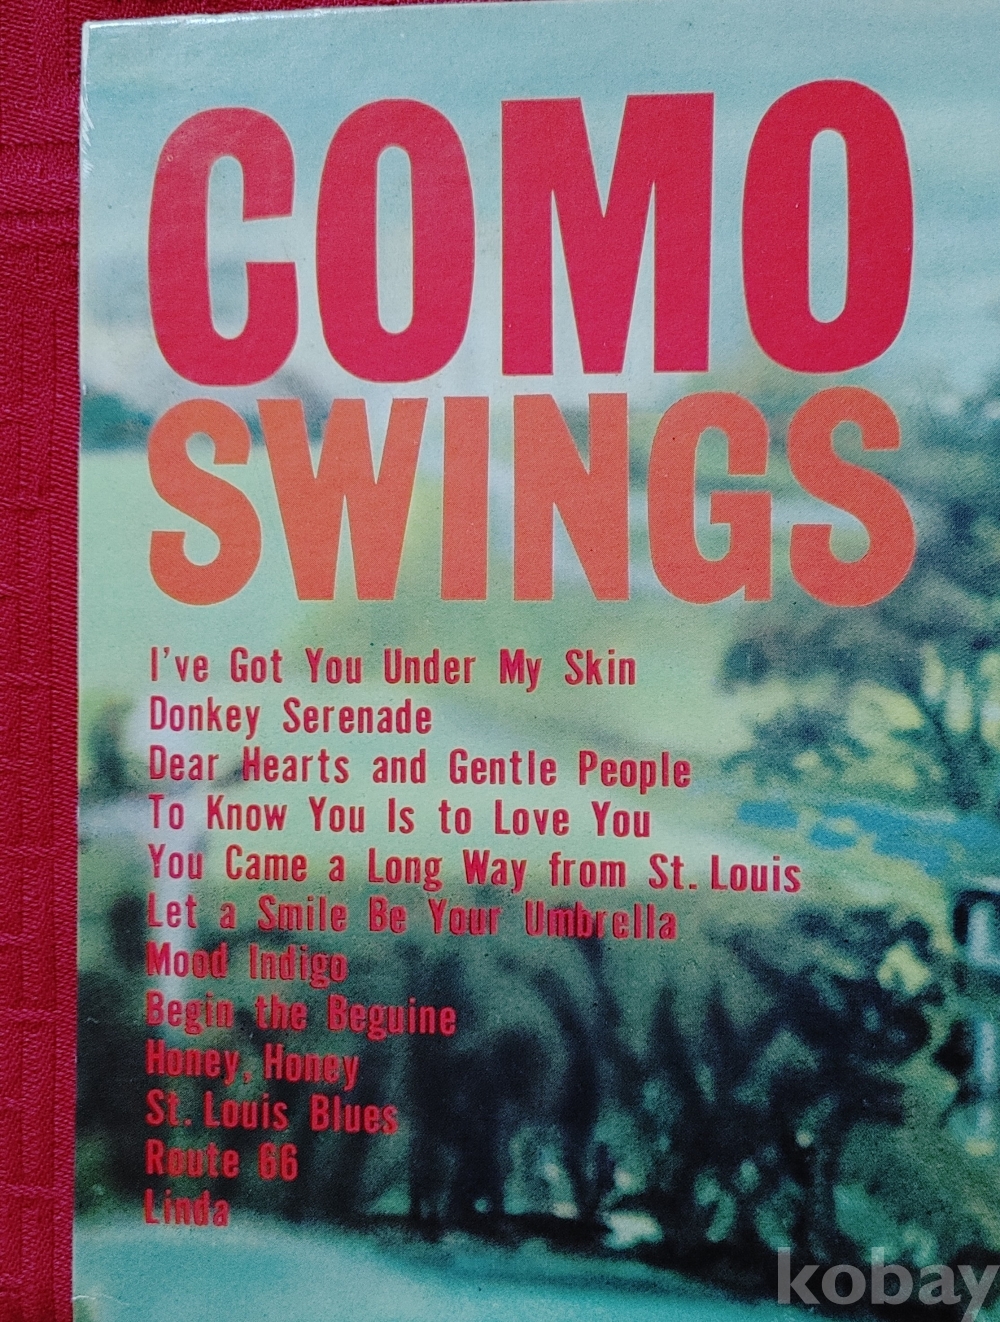 COMO
SWINGS
I've Got You Under My Skin
Donkey Serenade
Dear Hearts and Gentle People
To Know You Is to Love You
You Came a Long Way from St. Louis
Let a Smile Be Your Umbrella
Mood Indigo
Begin the Beguine
Honey, Honey
St. Louis Blues
Route 66
Linda
kobay